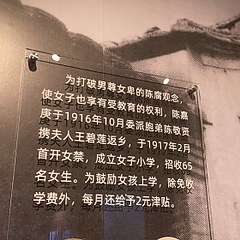 为打破男尊女卑的陈腐观念，
使女子也享有受教育的权利，陈嘉
庚于1916年10月委派胞弟陈敬贤
携夫人王碧莲返乡，于1917年2月
首开女禁，成立女子小学，招收65
名女生。为鼓励女孩上学，除免收
学费外，每月还给予2元津贴。